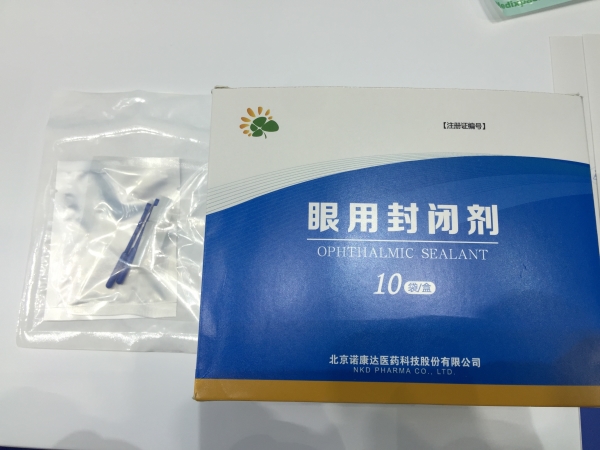 【注册证编号】
眼用封闭剂
OPHTHALMIC SEALANT
10袋/盒
北京诺康达医药科技股份有限公司
NKD PHARMA CO., LTD.